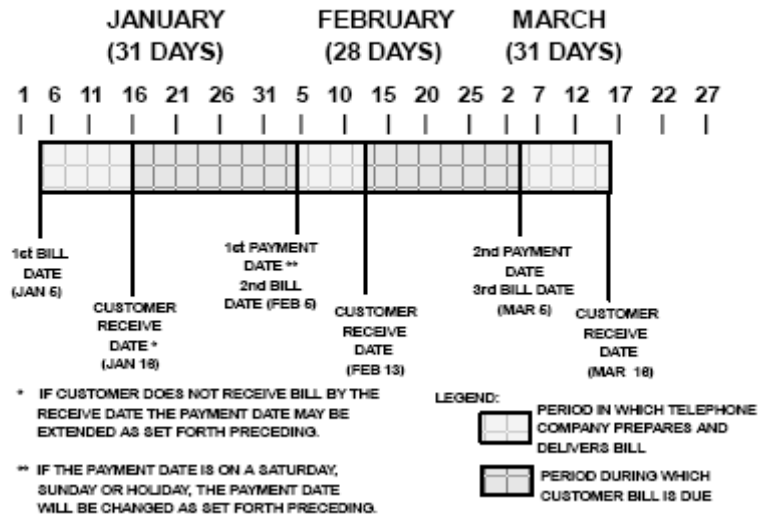 JANUARY
(31 DAYS)
FEBRUARY
(28 DAYS)
MARCH
(31 DAYS)
1 6 11 16 21 26 31 5 10 15 20 25 2 7 12 17 22 27
1st BILL
DATE
(JAN 5)
CUSTOMER
RECEIVE
DATE *
(JAN 16)
1st PAYMENT
DATE **
2nd BILL
DATE (FEB 5)
CUSTOMER
RECEIVE
DATE
(FEB 13)
2nd PAYMENT
DATE
3rd BILL DATE
(MAR 5)
CUSTOMER
RECEIVE
DATE
(MAR 16)
* IF CUSTOMER DOES NOT RECEIVE BILL BY THE
RECEIVE DATE THE PAYMENT DATE MAY BE
EXTENDED AS SET FORTH PRECEDING.
** IF THE PAYMENT DATE IS ON A SATURDAY,
SUNDAY OR HOLIDAY, THE PAYMENT DATE
WILL BE CHANGED AS SET FORTH PRECEDING.
LEGEND:
PERIOD IN WHICH TELEPHONE
COMPANY PREPARES AND
DELIVERS BILL
PERIOD DURING WHICH
CUSTOMER BILL IS DUE